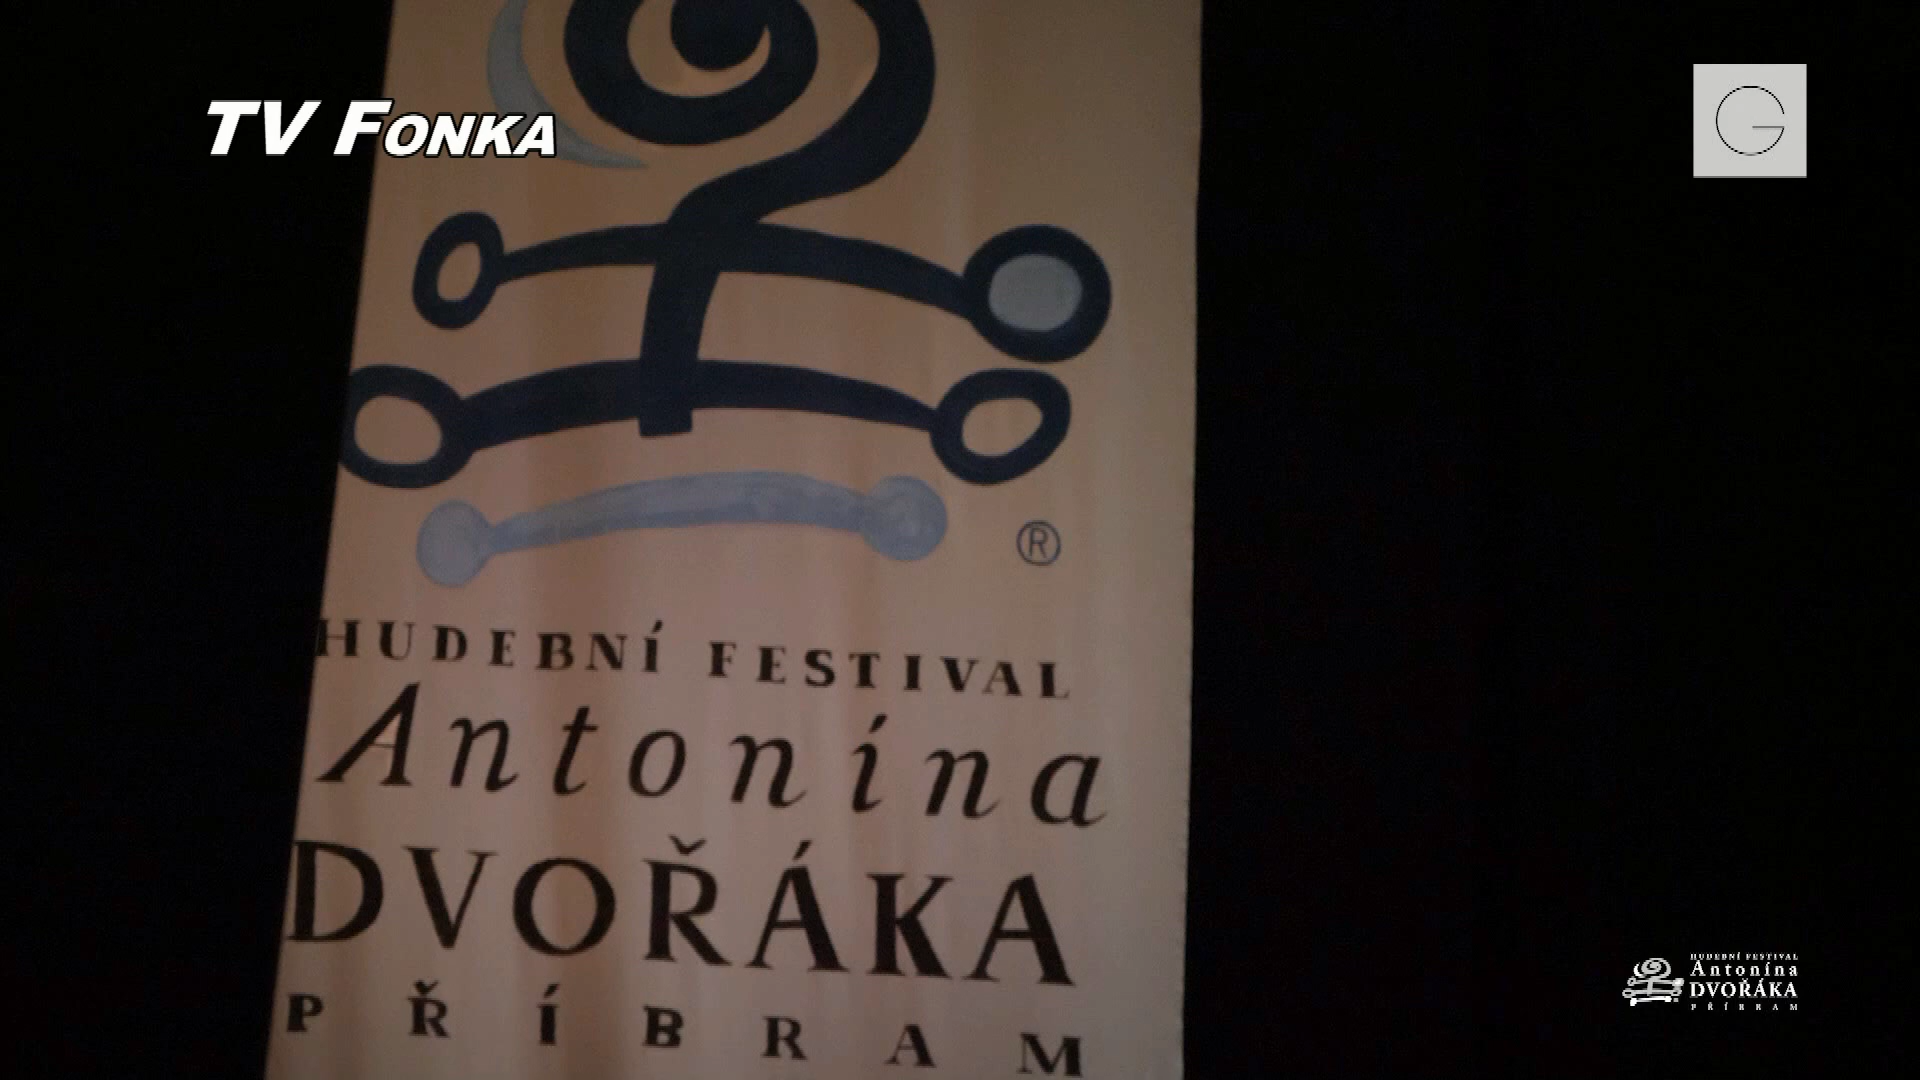 TV FONKA
G
®
HUDEBNÍ FESTIVAL
Antonína
DVOŘÁKA
PŘÍBRAM
HUDEBNÍ FESTIVAL
Antonína
DVOŘÁKA
PŘÍBRAM